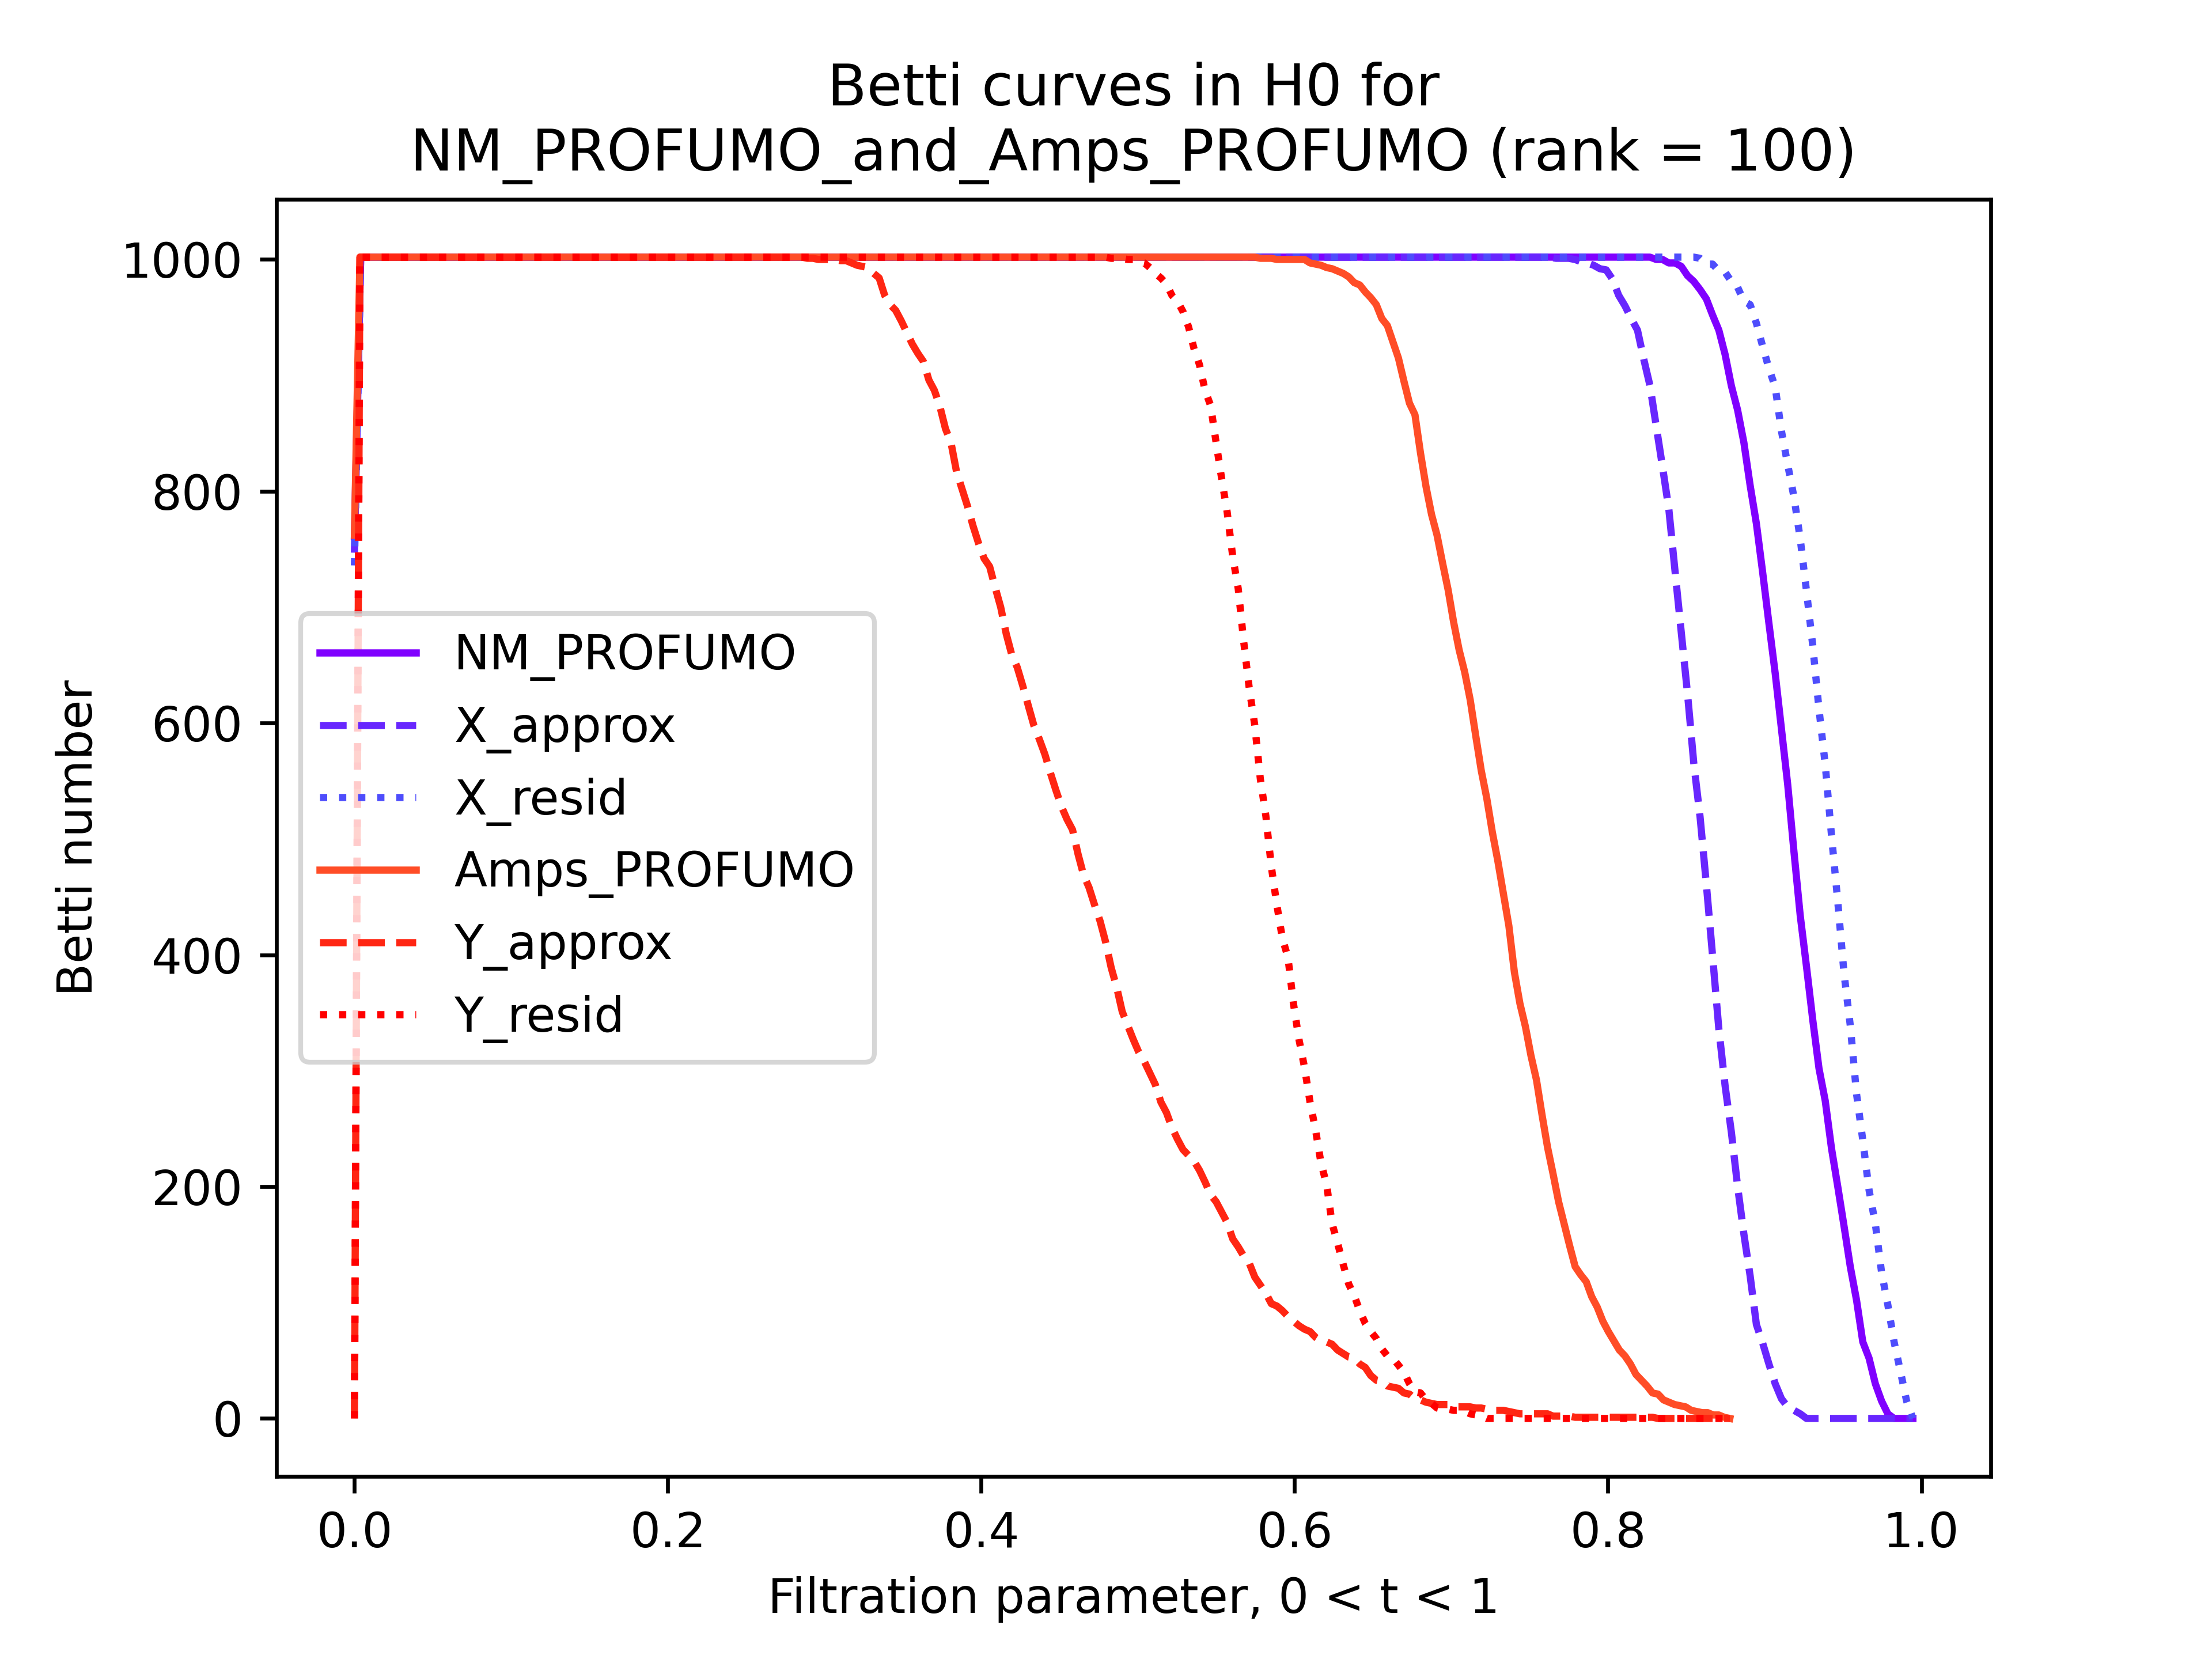 Betti curves in H0 for
NM_PROFUMO_and_Amps_PROFUMO (rank = 100)
1000
800
600
400
200
0
Betti number
NM_PROFUMO
X_approx
X_resid
Amps_PROFUMO
Y_approx
Y_resid
0.0 0.2 0.4 0.6 0.8 1.0
Filtration parameter, 0 < t < 1